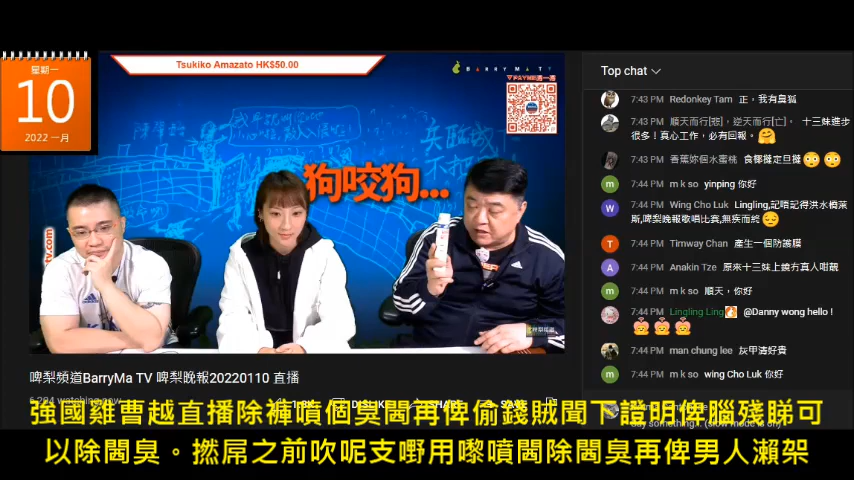 Tsukiko Amazato HK$50.00
BARRYMA TV
星期一
10
2022 一月
狗咬狗...
啤梨頻道BarryMa TV 啤梨晚報20220110 直播
Top chat
7:43 PM Redonkey Tam 正，我有臭狐
7:43 PM 順天而行[現]，逆天而行[亡]。 十三妹進步
很多！真心工作，必有回報。
7:43 PM 香蕉妳個水蜜桃 食椰撻定旦撻
7:44 PM m k so yinping 你好
7:44 PM Wing Cho Luk Lingling,記唔記得洪水橋萊
斯,啤梨晚報歌唱比賽,無疾而終
7:44 PM Timway Chan 產生一個防護膜
7:44 PM Anakin Tze 原來十三妹上鏡冇真人咁靚
7:44 PM m k so 順天，你好
7:44 PM Lingling Ling @Danny wong hello !
7:44 PM man chung lee 灰甲濤好貴
7:44 PM m k so wing Cho Luk 你好
強國雞曹越直播除褲噴個臭閪再俾偷錢賊聞下證明俾腦殘睇可
以除閪臭。撚屌之前吹呢支嘢用嚟噴閪除閪臭再俾男人瀨架